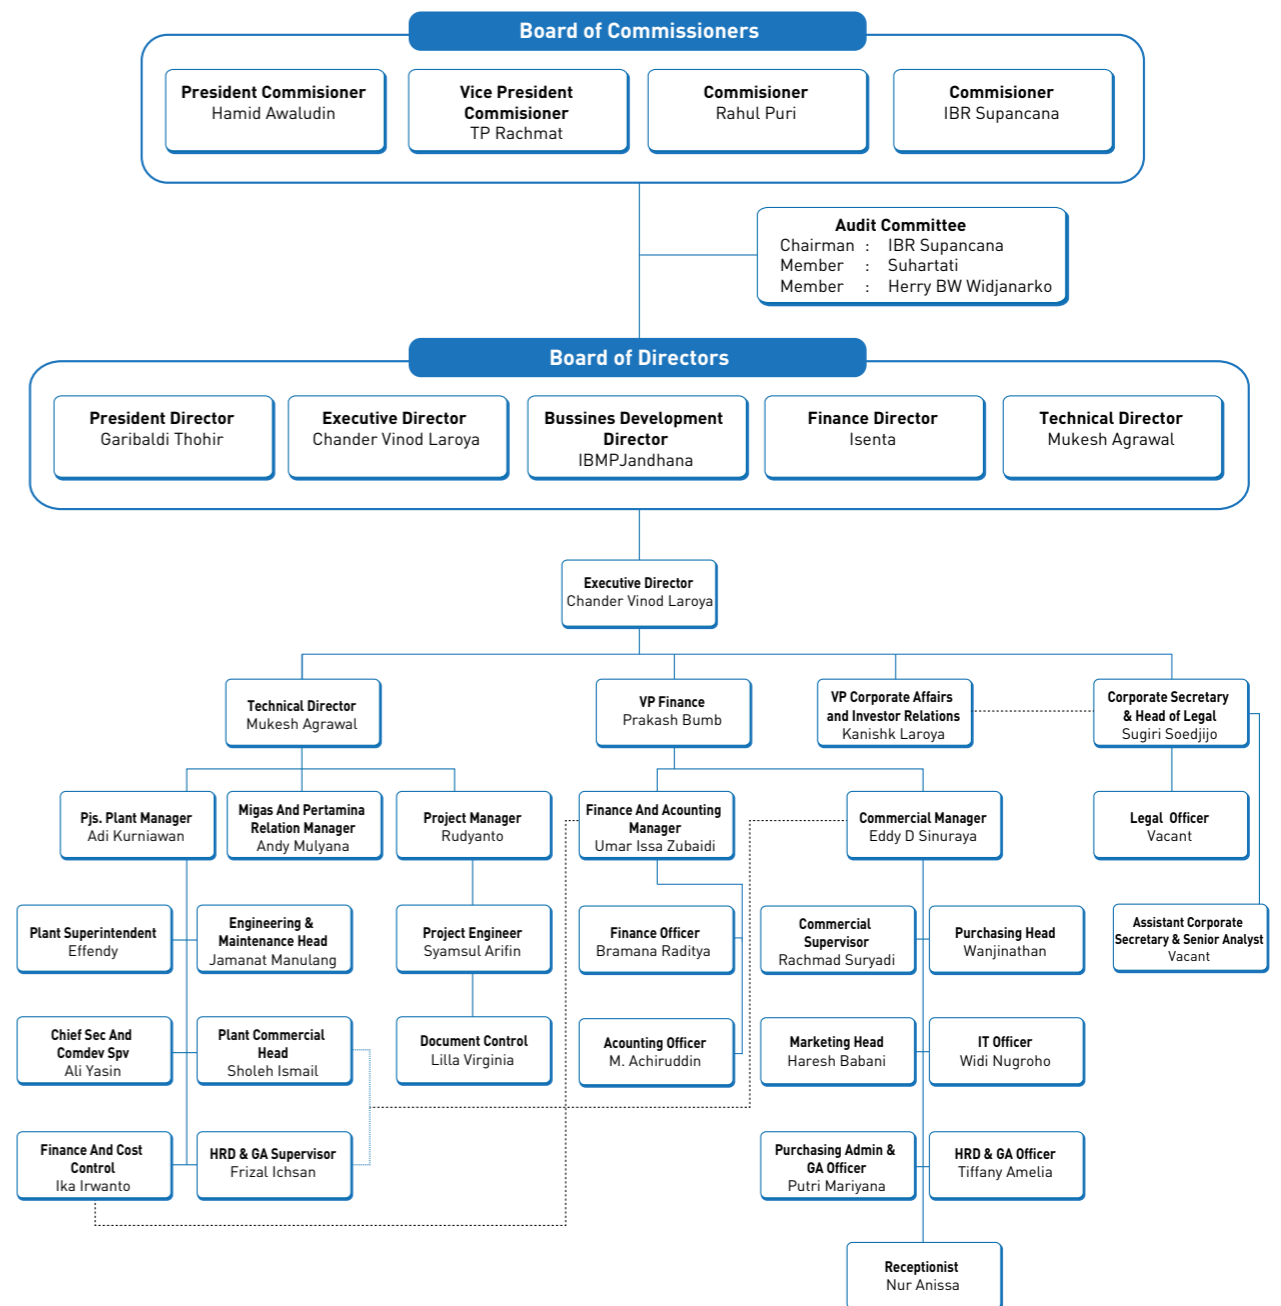 Board of Commissioners
President Commisioner
Hamid Awaludin
Vice President
Commisioner
TP Rachmat
Commisioner
Rahul Puri
Commisioner
IBR Supancana
Audit Committee
Chairman : IBR Supancana
Member : Suhartati
Member : Herry BW Widjanarko
Board of Directors
President Director
Garibaldi Thohir
Executive Director
Chander Vinod Laroya
Bussines Development
Director
IBMPJandhana
Finance Director
Isenta
Technical Director
Mukesh Agrawal
Executive Director
Chander Vinod Laroya
Technical Director
Mukesh Agrawal
VP Finance
Prakash Bumb
VP Corporate Affairs
and Investor Relations
Kanishk Laroya
Corporate Secretary
& Head of Legal
Sugiri Soedjijo
Pjs. Plant Manager
Adi Kurniawan
Migas And Pertamina
Relation Manager
Andy Mulyana
Project Manager
Rudyanto
Finance And Acounting
Manager
Umar Issa Zubaidi
Commercial Manager
Eddy D Sinuraya
Legal Officer
Vacant
Plant Superintendent
Effendy
Engineering &
Maintenance Head
Jamanat Manulang
Project Engineer
Syamsul Arifin
Finance Officer
Bramana Raditya
Commercial
Supervisor
Rachmad Suryadi
Purchasing Head
Wanjinathan
Assistant Corporate
Secretary & Senior Analyst
Vacant
Chief Sec And
Comdev Spv
Ali Yasin
Plant Commercial
Head
Sholeh Ismail
Document Control
Lilla Virginia
Acounting Officer
M. Achiruddin
Marketing Head
Haresh Babani
IT Officer
Widi Nugroho
Finance And Cost
Control
Ika Irwanto
HRD & GA Supervisor
Frizal Ichsan
Purchasing Admin &
GA Officer
Putri Mariyana
HRD & GA Officer
Tiffany Amelia
Receptionist
Nur Anissa